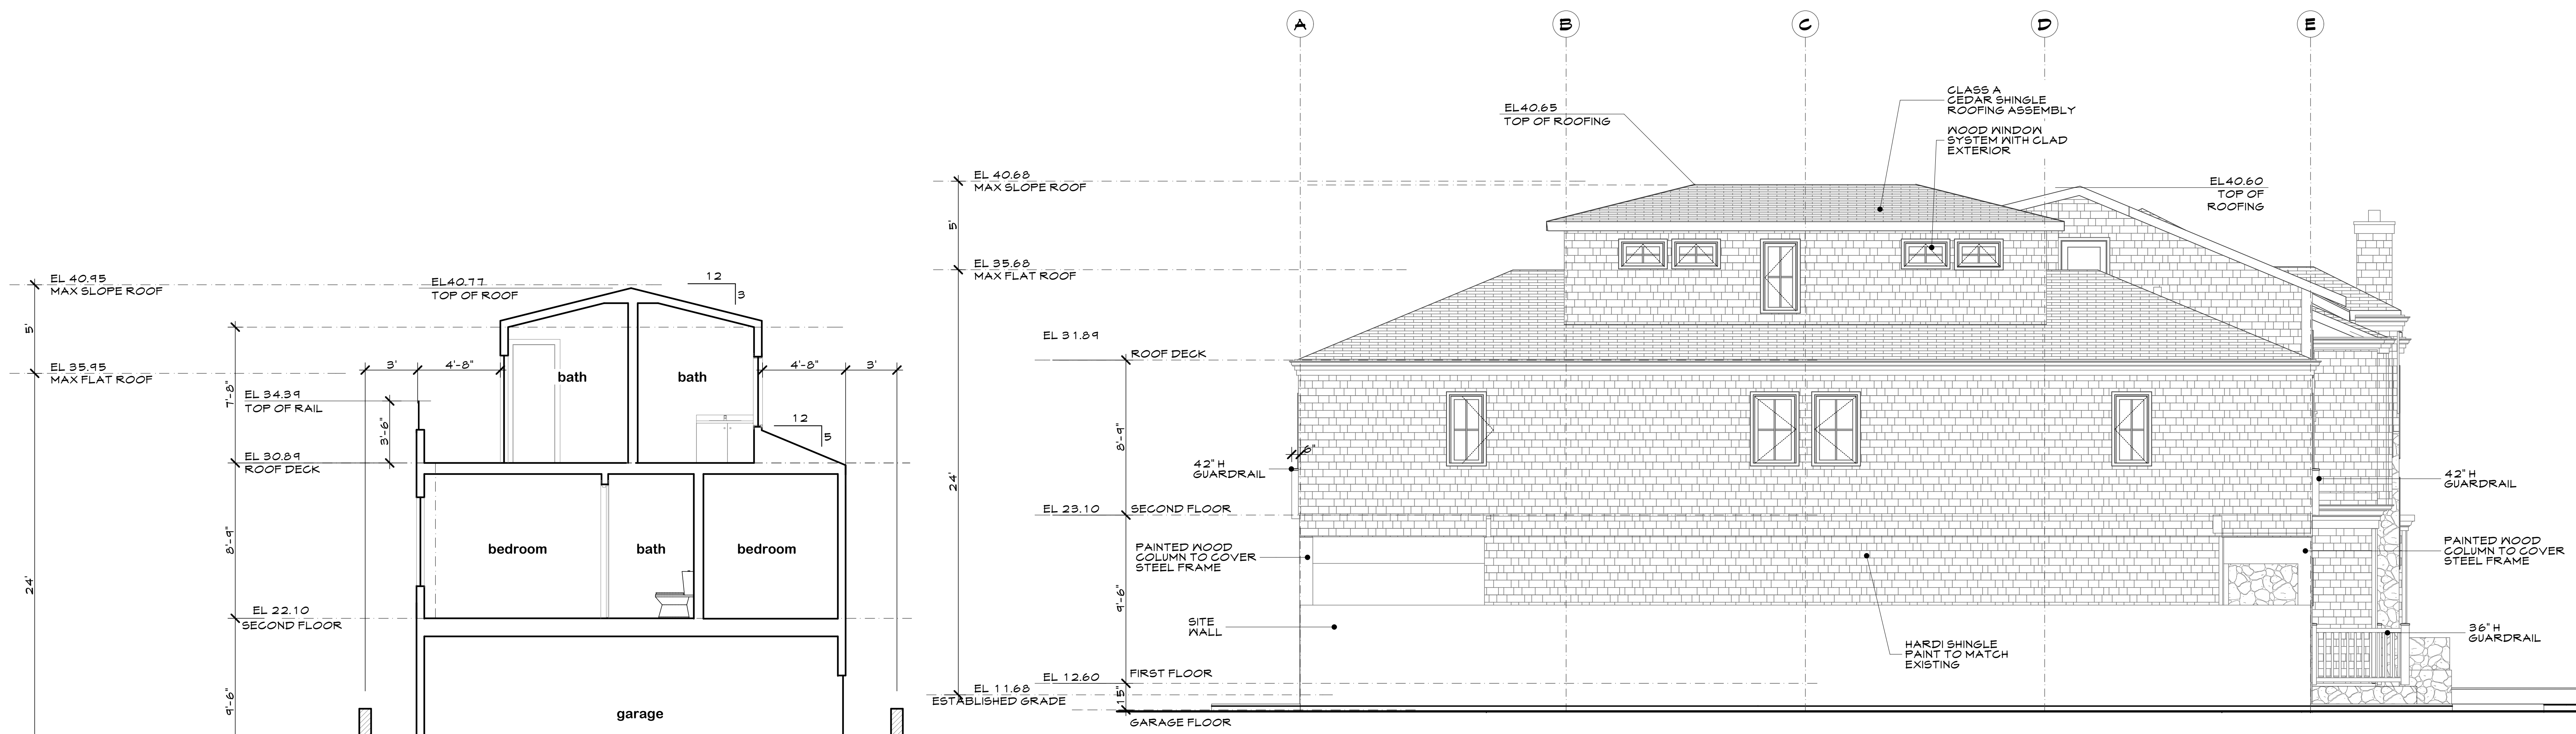 A
B
C
D
E
EL 40.95
MAX SLOPE ROOF
5'
EL 35.95
MAX FLAT ROOF
24'
EL40.77
TOP OF ROOF
12
3
3'
4'-8"
4'-8"
3'
7'-8"
EL 34.39
TOP OF RAIL
3'-6"
bath
bath
12
5
EL 30.89
ROOF DECK
8'-9"
bedroom
bath
bedroom
EL 22.10
SECOND FLOOR
9'-6"
garage
EL 40.68
MAX SLOPE ROOF
5'
EL 35.68
MAX FLAT ROOF
24'
EL40.65
TOP OF ROOFING
CLASS A
CEDAR SHINGLE
ROOFING ASSEMBLY
WOOD WINDOW
SYSTEM WITH CLAD
EXTERIOR
EL40.60
TOP OF
ROOFING
EL 31.89
ROOF DECK
8'-9"
6"
42" H
GUARDRAIL
EL 23.10
SECOND FLOOR
PAINTED WOOD
COLUMN TO COVER
STEEL FRAME
9'-6"
SITE
WALL
EL 12.60
FIRST FLOOR
EL 11.68
ESTABLISHED GRADE
GARAGE FLOOR
HARDI SHINGLE
PAINT TO MATCH
EXISTING
42" H
GUARDRAIL
PAINTED WOOD
COLUMN TO COVER
STEEL FRAME
36" H
GUARDRAIL